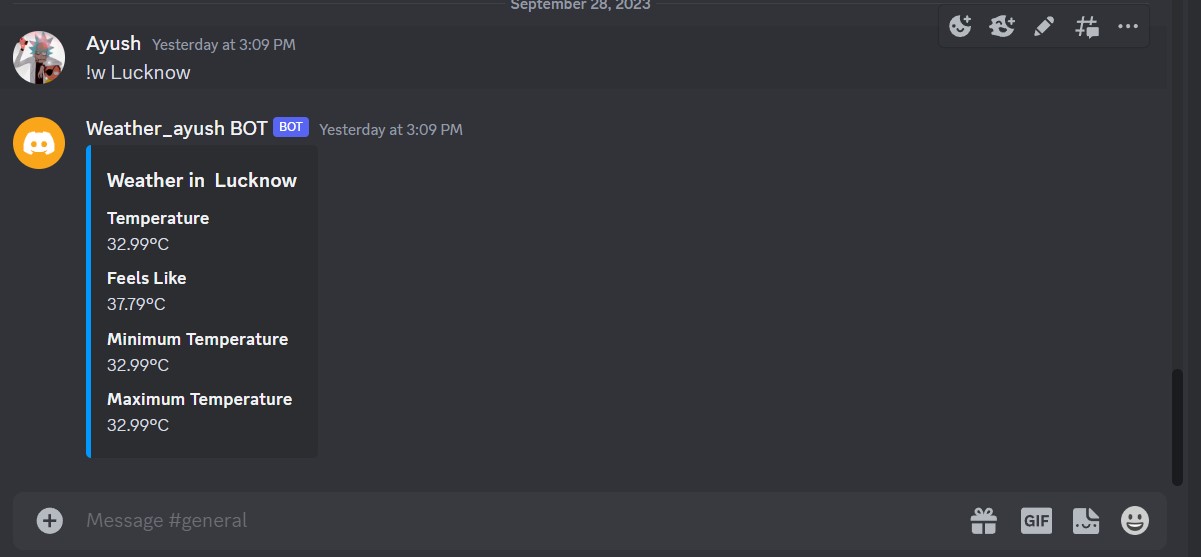 September 28, 2023
Ayush Yesterday at 3:09 PM
!w Lucknow
Weather_ayush BOT BOT Yesterday at 3:09 PM
Weather in  Lucknow
Temperature
32.99°C
Feels Like
37.79°C
Minimum Temperature
32.99°C
Maximum Temperature
32.99°C
Message #general
GIF